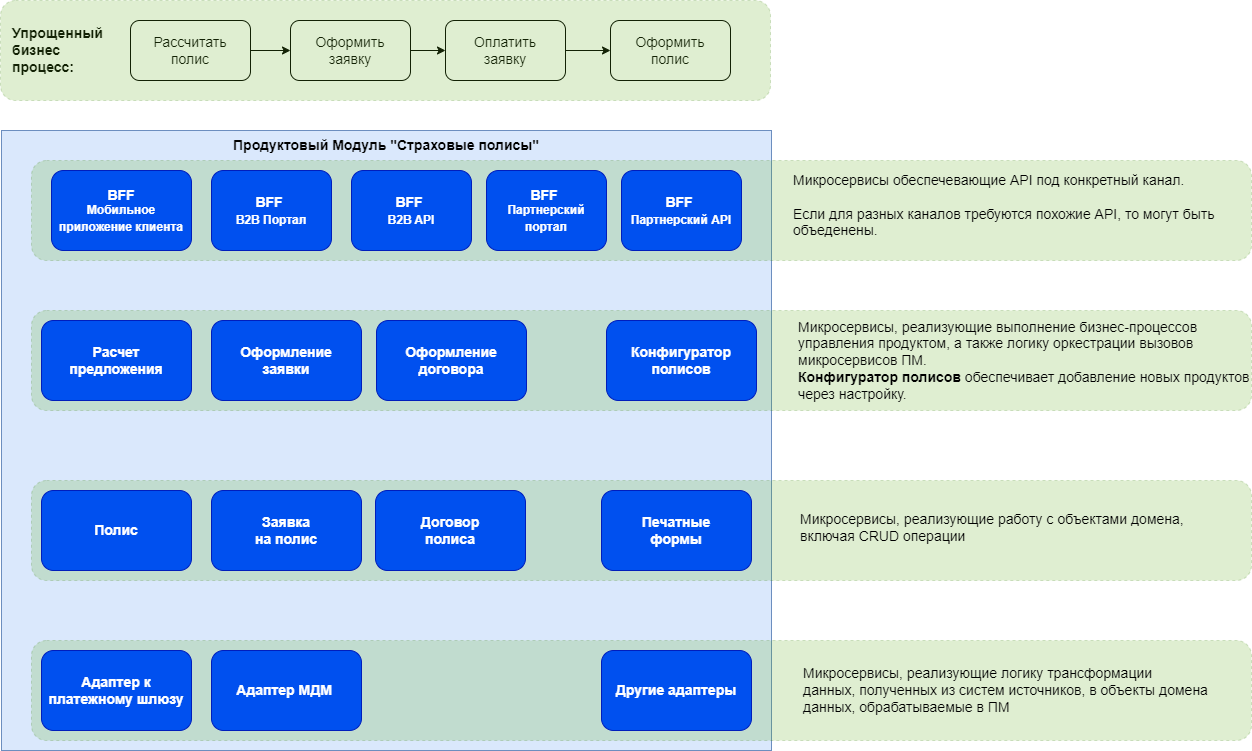 Упрощенный
бизнес
процесс:
Рассчитать
полис
Оформить
заявку
Оплатить
заявку
Оформить
полис
Продуктовый Модуль "Страховые полисы"
BFF
Мобильное
приложение клиента
BFF
B2B Портал
BFF
B2B API
BFF
Партнерский
портал
BFF
Партнерский API
Микросервисы обеспечевающие API под конкретный канал.
Если для разных каналов требуются похожие API, то могут быть
объеденены.
Расчет
предложения
Оформление
заявки
Оформление
договора
Конфигуратор
полисов
Микросервисы, реализующие выполнение бизнес-процессов
управления продуктом, а также логику оркестрации вызовов
микросервисов ПМ.
Конфигуратор полисов обеспечивает добавление новых продуктов
через настройку.
Полис
Заявка
на полис
Договор
полиса
Печатные
формы
Микросервисы, реализующие работу с объектами домена,
включая CRUD операции
Адаптер к
платежному шлюзу
Адаптер МДМ
Другие адаптеры
Микросервисы, реализующие логику трансформации
данных, полученных из систем источников, в объекты домена
данных, обрабатываемые в ПМ